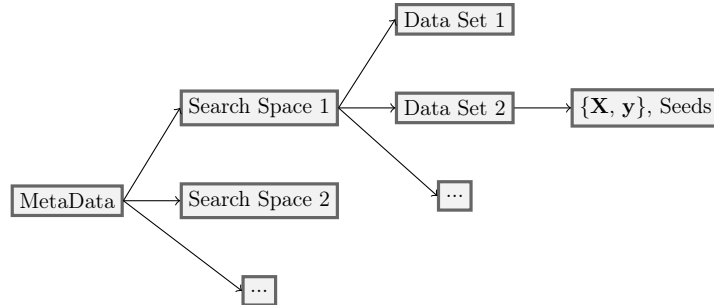 Data Set 1
Search Space 1
Data Set 2
{X, y}, Seeds
...
MetaData
Search Space 2
...